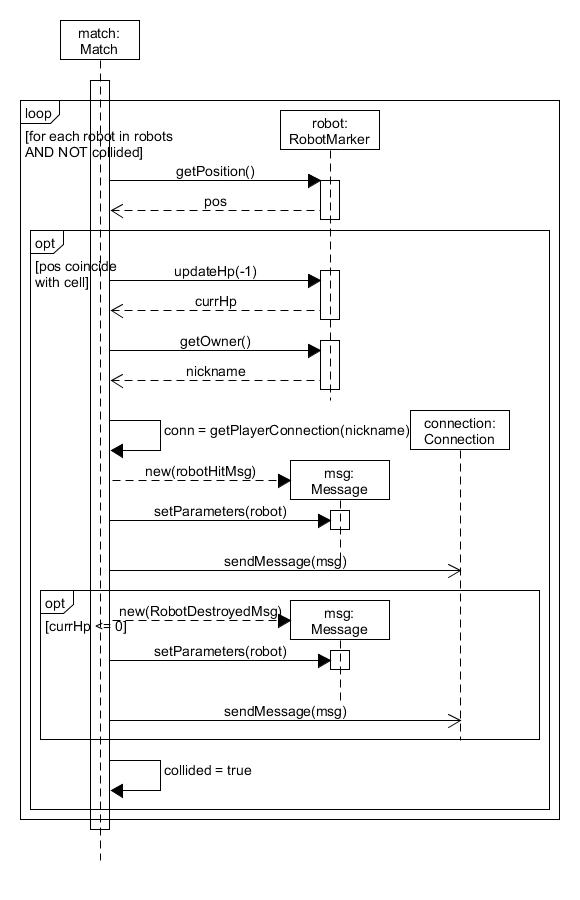 match:
Match
loop
[for each robot in robots
AND NOT collided]
robot:
RobotMarker
getPosition()
pos
opt
[pos coincide
with cell]
updateHp(-1)
currHp
getOwner()
nickname
conn = getPlayerConnection(nickname)
connection:
Connection
new(robotHitMsg)
msg:
Message
setParameters(robot)
sendMessage(msg)
opt
[currHp <= 0]
new(RobotDestroyedMsg)
msg:
Message
setParameters(robot)
sendMessage(msg)
collided = true